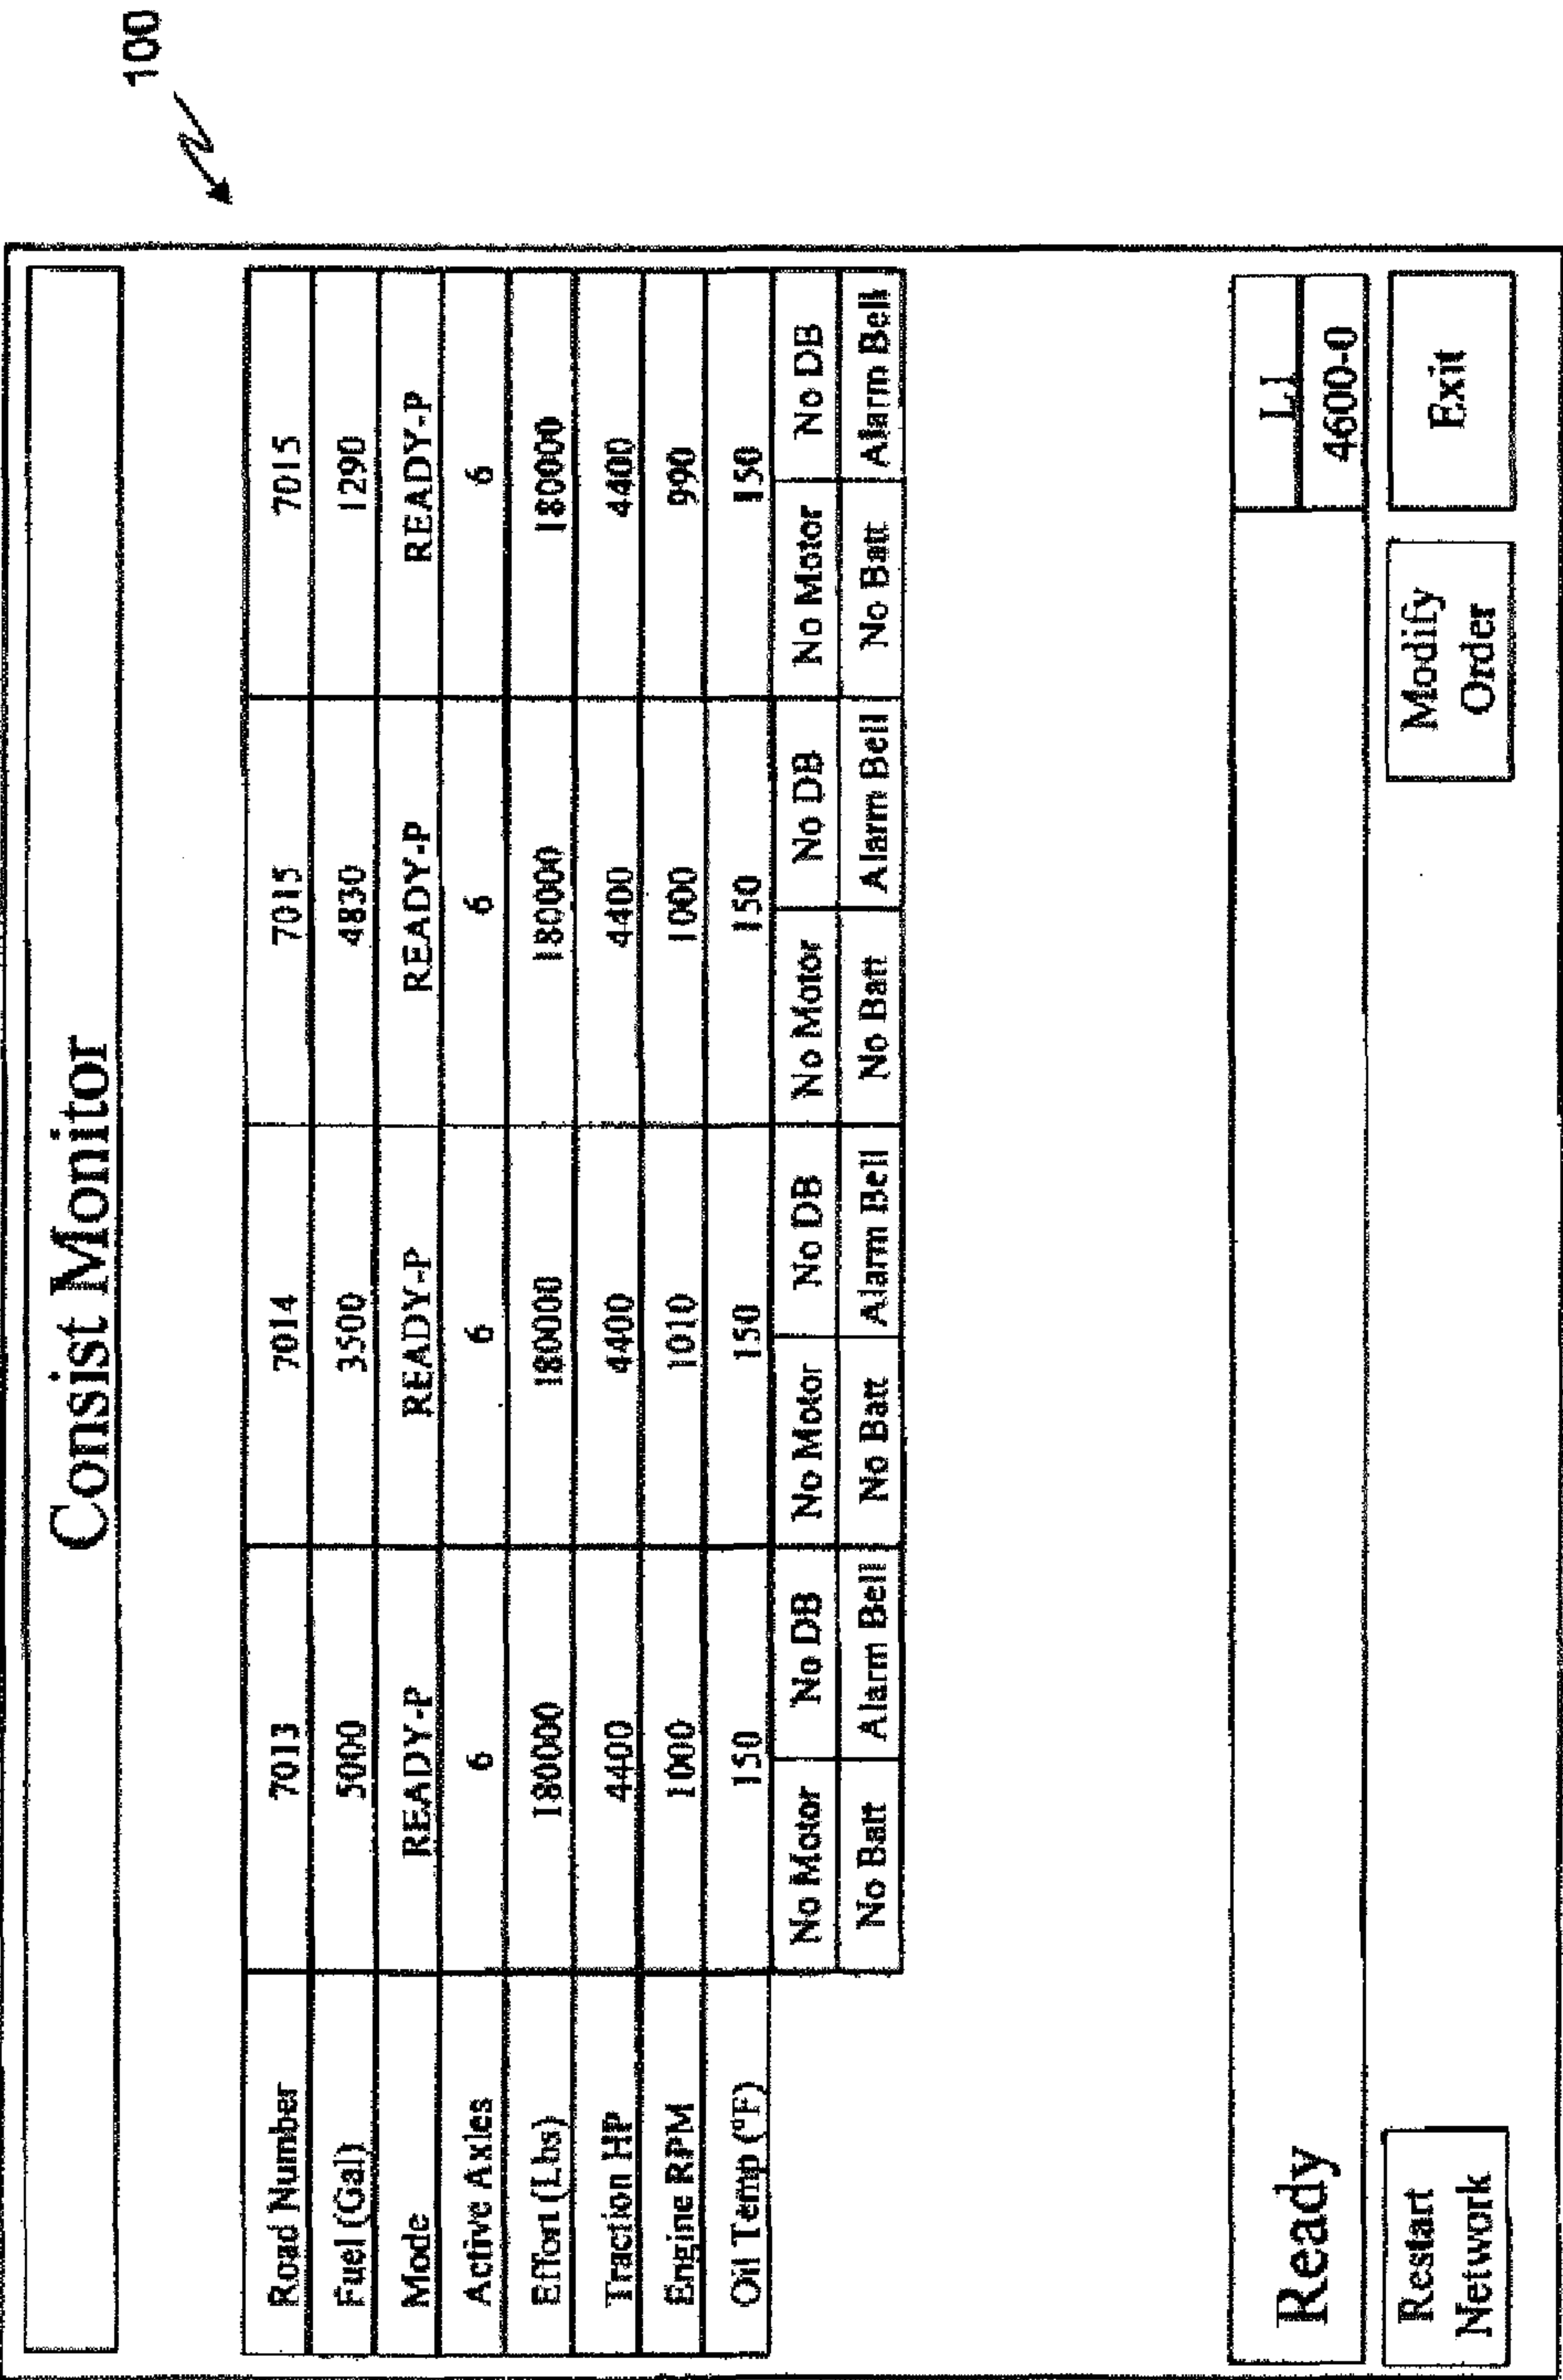 100
Consist Monitor
Road Number 7013 7014 7015 7015
Fuel (Gal) 5000 3500 4830 1290
Mode READY-P READY-P READY-P READY-P
Active Axles 6 6 6 6
Effort (Lbs) 180000 180000 180000 180000
Traction HP 4400 4400 4400 4400
Engine RPM 1000 1010 1000 990
Oil Temp (°F) 150 150 150 150
No Motor No DB No Motor No DB No Motor No DB No Motor No DB
No Batt Alarm Bell No Batt Alarm Bell No Batt Alarm Bell No Batt Alarm Bell
Ready
L1
4600-0
Restart
Network
Modify
Order
Exit